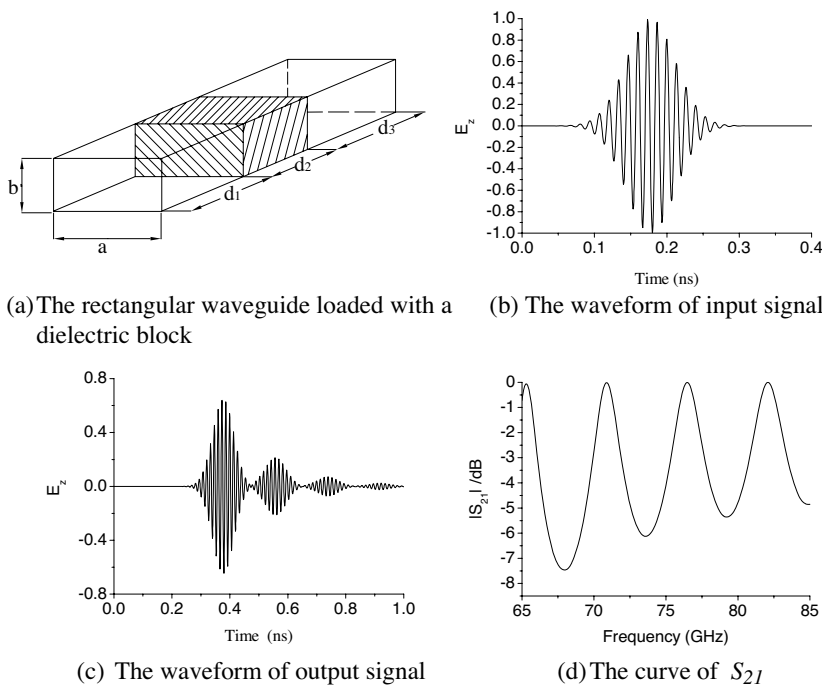 b
a
d1
d2
d3
(a) The rectangular waveguide loaded with a
dielectric block
1.0
0.8
0.6
0.4
0.2
0.0
-0.2
-0.4
-0.6
-0.8
-1.0
E_z
0.0 0.1 0.2 0.3 0.4
Time (ns)
(b) The waveform of input signal
0.8
0.4
0.0
-0.4
-0.8
E_z
0.0 0.2 0.4 0.6 0.8 1.0
Time (ns)
(c) The waveform of output signal
0
-1
-2
-3
-4
-5
-6
-7
-8
|S_21| /dB
65 70 75 80 85
Frequency (GHz)
(d) The curve of S21